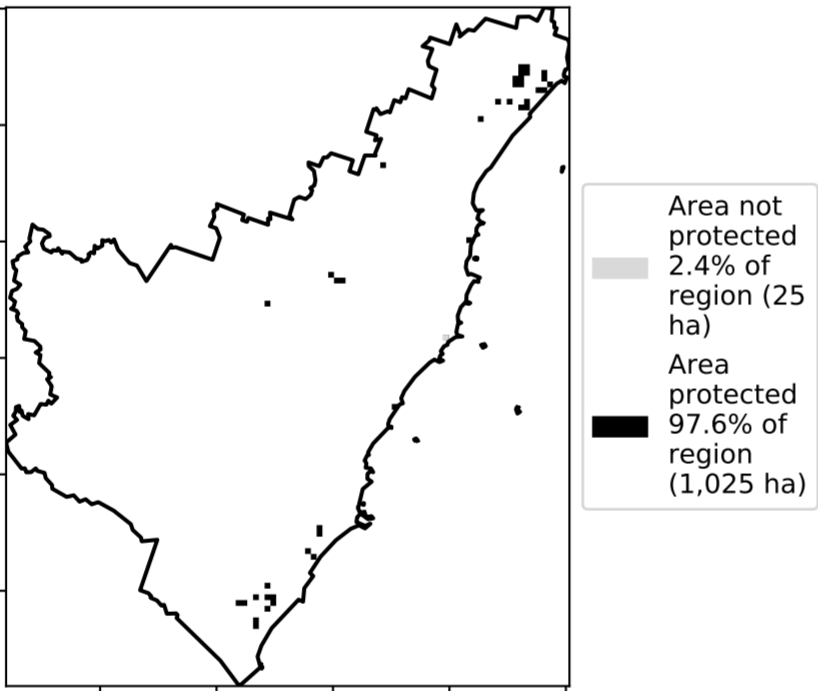 Area not
protected
2.4% of
region (25
ha)
Area
protected
97.6% of
region
(1,025 ha)